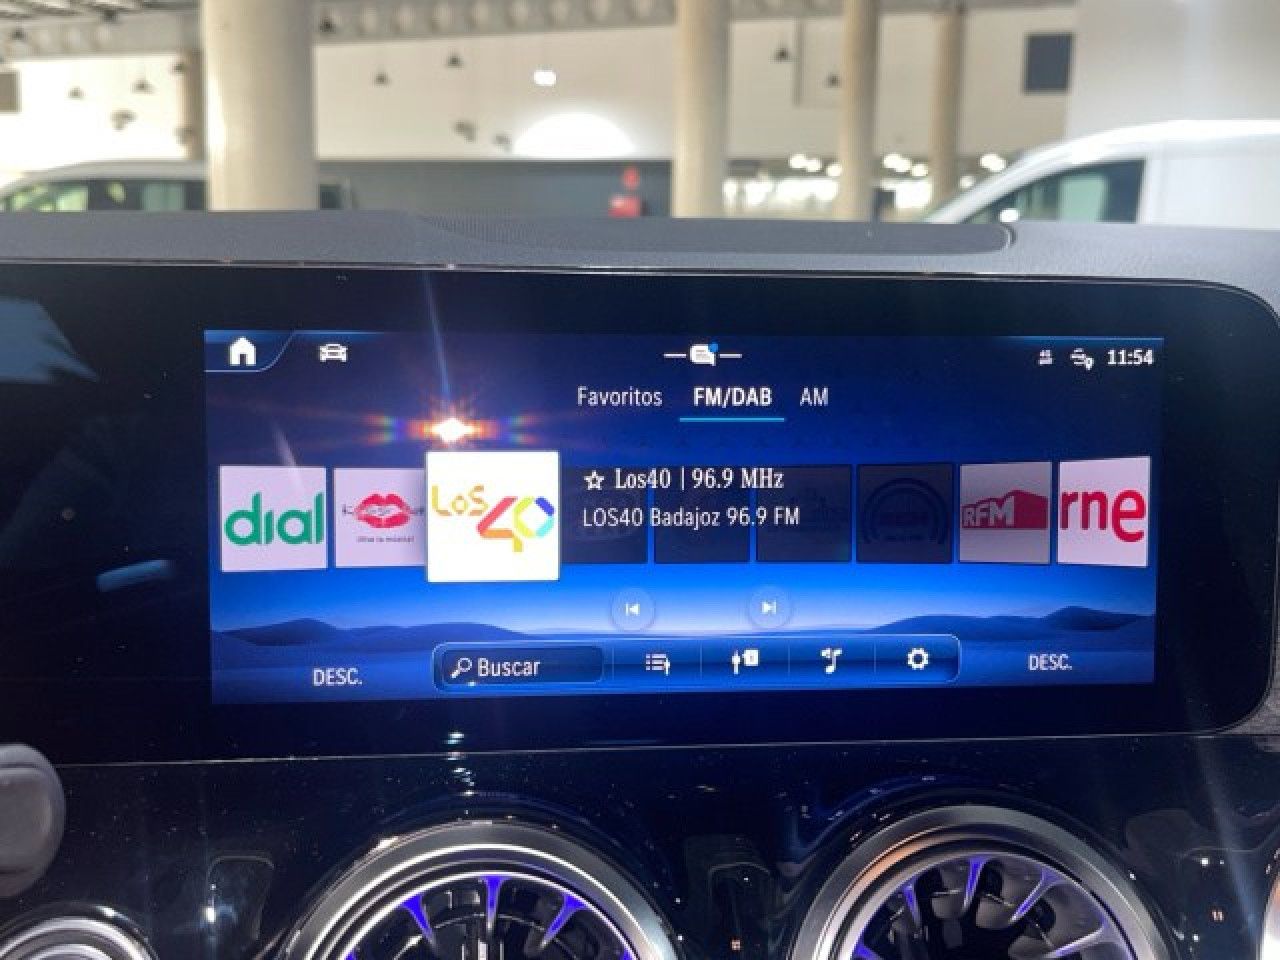 11:54
Favoritos FM/DAB AM
dial
LOS 40
Los40 | 96.9 MHz
LOS40 Badajoz 96.9 FM
RFM
rne
DESC.
Buscar
DESC.